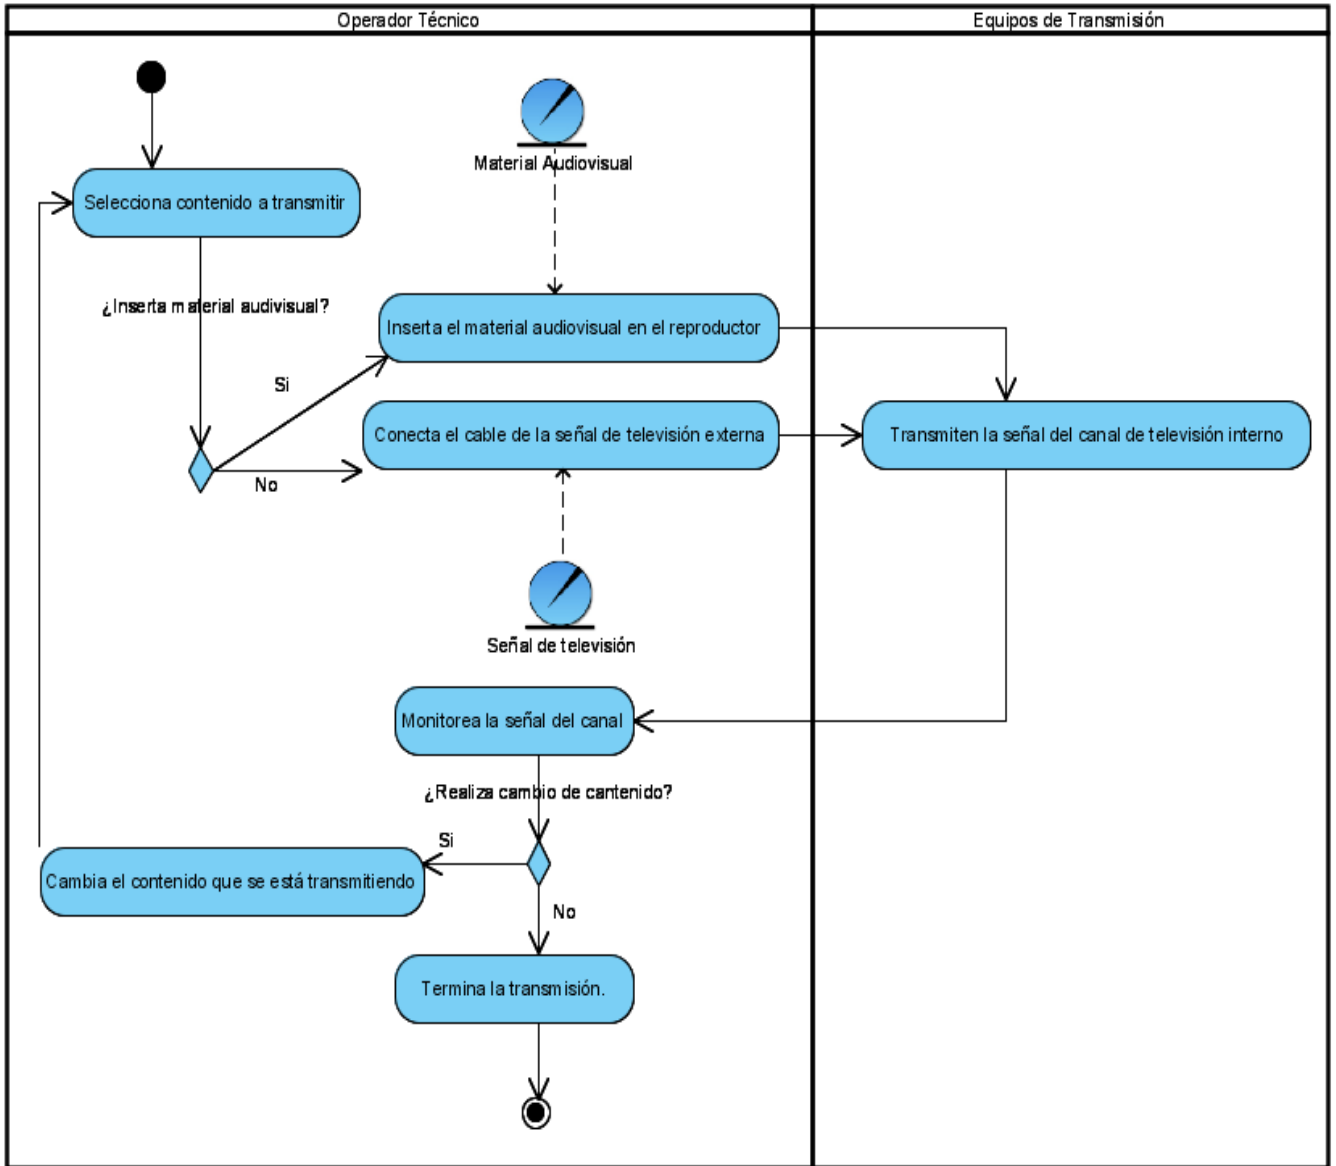 Operador Técnico
Equipos de Transmisión
Material Audiovisual
Selecciona contenido a transmitir
¿Inserta material audivisual?
Inserta el material audiovisual en el reproductor
Si
Conecta el cable de la señal de televisión externa
Transmiten la señal del canal de televisión interno
No
Señal de televisión
Monitorea la señal del canal
¿Realiza cambio de cantenido?
Si
Cambia el contenido que se está transmitiendo
No
Termina la transmisión.